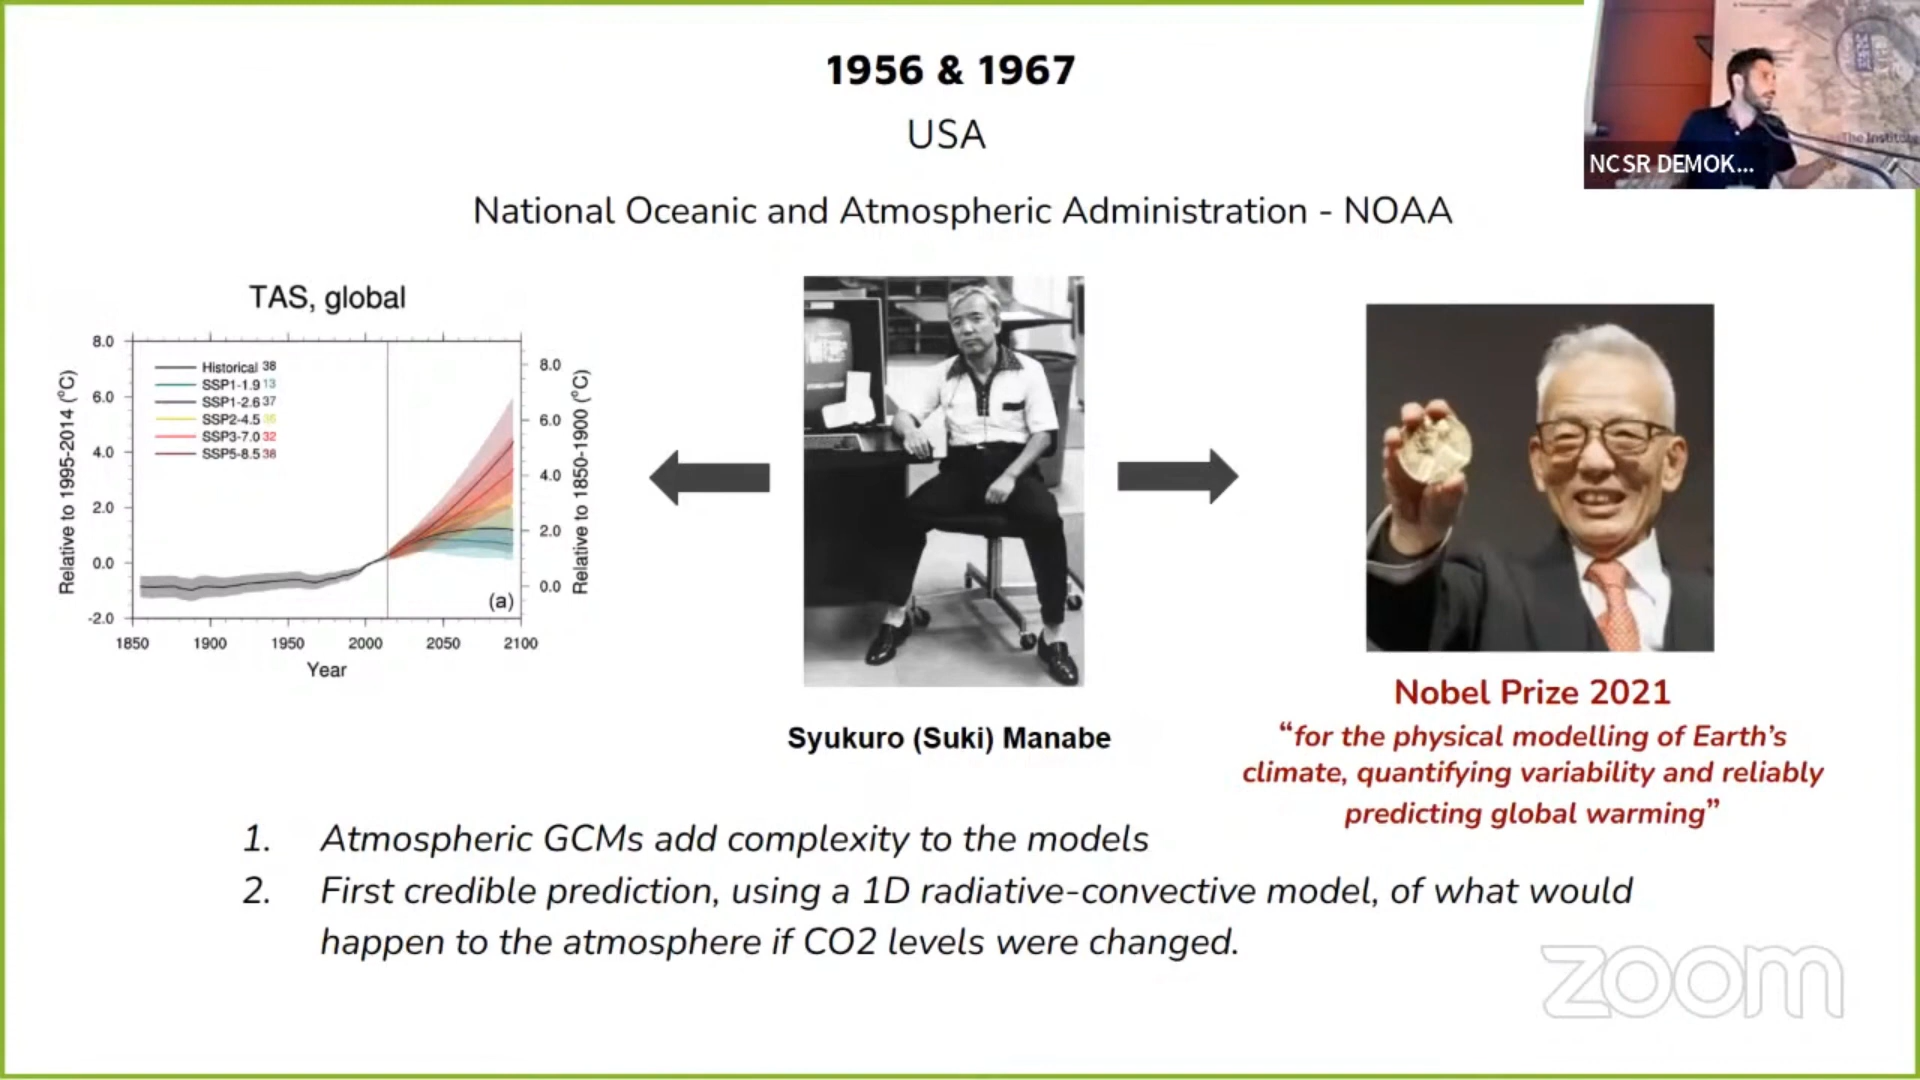 1956 & 1967
USA
National Oceanic and Atmospheric Administration - NOAA
NCSR DEMOK...
The Institute
TAS, global
Relative to 1995-2014 (°C)
Relative to 1850-1900 (°C)
8.0
6.0
4.0
2.0
0.0
-2.0
Historical 38
SSP1-1.9 13
SSP1-2.6 37
SSP2-4.5
SSP3-7.0 32
SSP5-8.5 38
8.0
6.0
4.0
2.0
0.0
(a)
1850 1900 1950 2000 2050 2100
Year
Syukuro (Suki) Manabe
Nobel Prize 2021
“for the physical modelling of Earth’s
climate, quantifying variability and reliably
predicting global warming”
1. Atmospheric GCMs add complexity to the models
2. First credible prediction, using a 1D radiative-convective model, of what would
happen to the atmosphere if CO2 levels were changed.
zoom